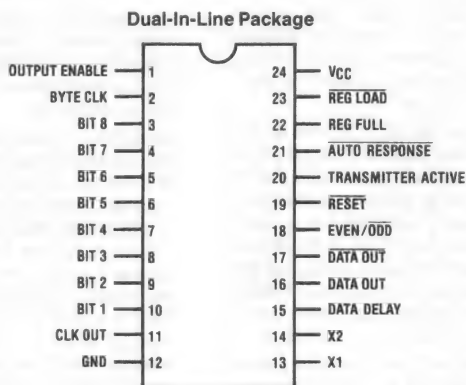 Dual-In-Line Package
OUTPUT ENABLE 1 24 VCC
BYTE CLK 2 23 REG LOAD
BIT 8 3 22 REG FULL
BIT 7 4 21 AUTO RESPONSE
BIT 6 5 20 TRANSMITTER ACTIVE
BIT 5 6 19 RESET
BIT 4 7 18 EVEN/ODD
BIT 3 8 17 DATA OUT
BIT 2 9 16 DATA OUT
BIT 1 10 15 DATA DELAY
CLK OUT 11 14 X2
GND 12 13 X1